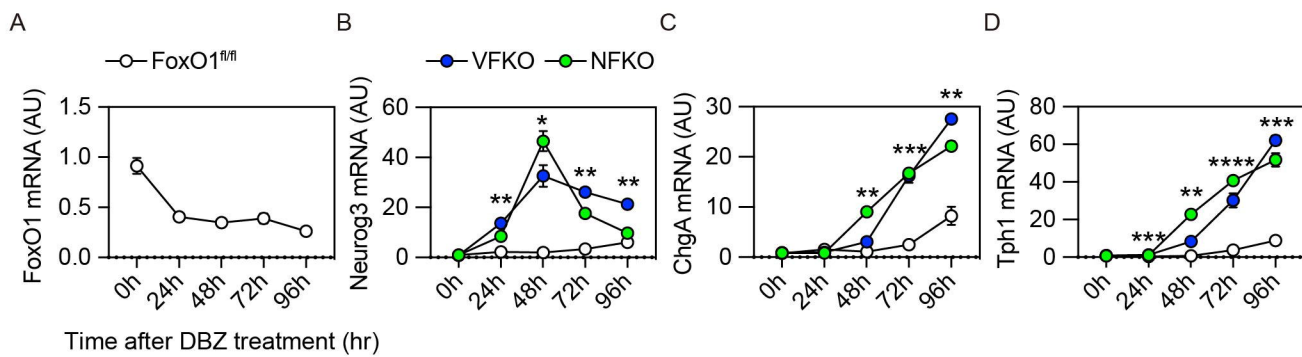 A
B
C
D
FoxO1fl/fl
VFKO
NFKO
FoxO1 mRNA (AU)
1.5
1.0
0.5
0.0
0h
24h
48h
72h
96h
Neurog3 mRNA (AU)
60
40
20
0
**
*
**
**
0h
24h
48h
72h
96h
ChgA mRNA (AU)
30
20
10
0
**
***
**
0h
24h
48h
72h
96h
Tph1 mRNA (AU)
80
60
40
20
0
***
**
****
***
0h
24h
48h
72h
96h
Time after DBZ treatment (hr)